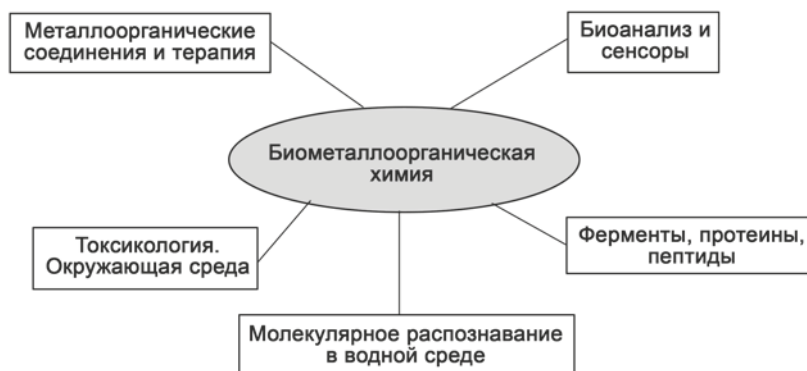 Металлоорганические
соединения и терапия
Биоанализ и
сенсоры
Биометаллоорганическая
химия
Токсикология.
Окружающая среда
Ферменты, протеины,
пептиды
Молекулярное распознавание
в водной среде